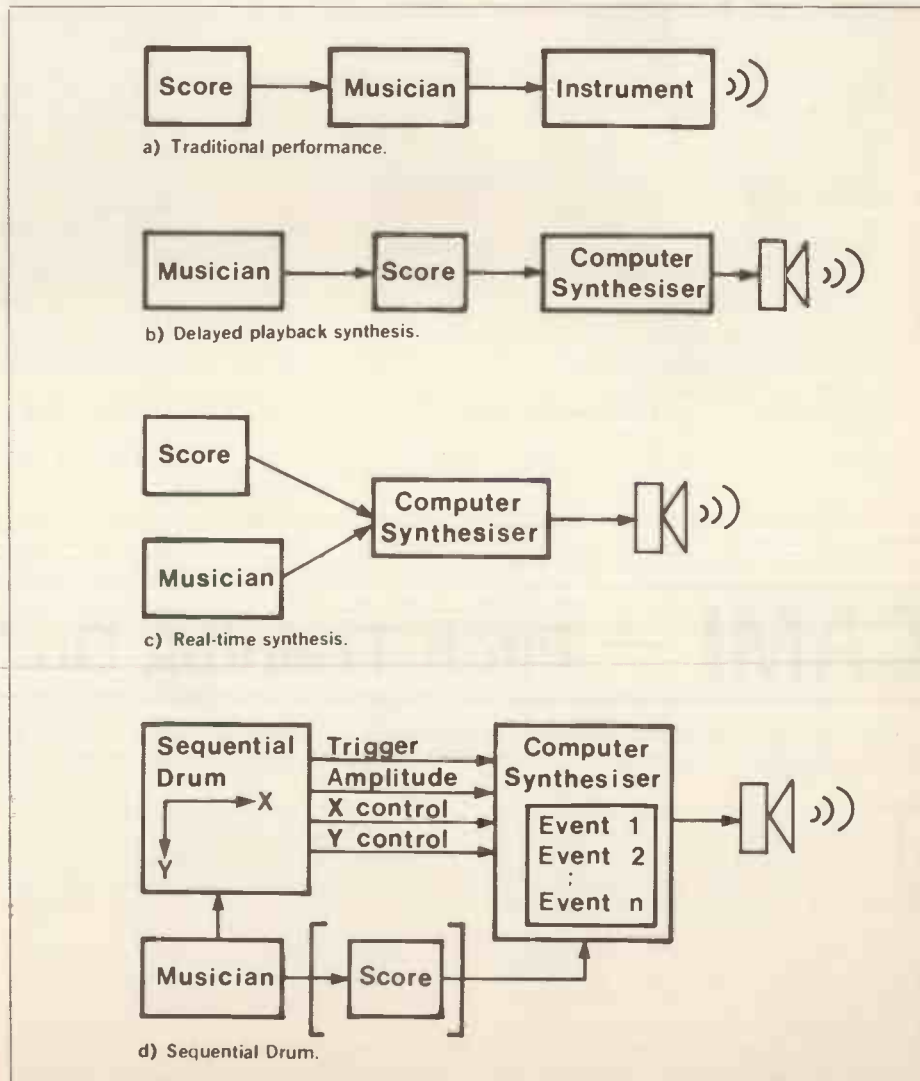 Score
Musician
Instrument
a) Traditional performance.
Musician
Score
Computer
Synthesiser
b) Delayed playback synthesis.
Score
Musician
Computer
Synthesiser
c) Real-time synthesis.
Sequential
Drum
X
Y
Trigger
Amplitude
X control
Y control
Computer
Synthesiser
Event 1
Event 2
:
Event n
Musician
Score
d) Sequential Drum.